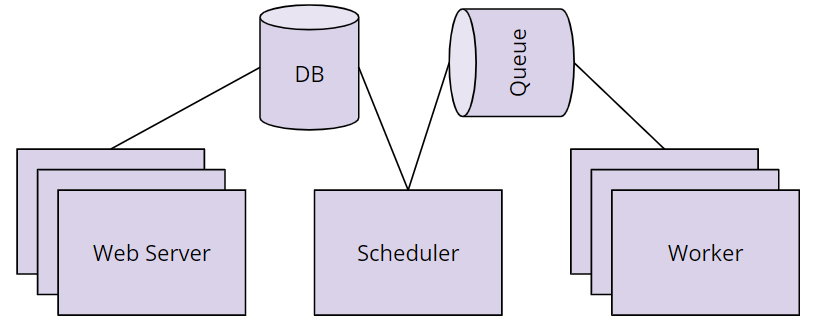 DB
Queue
Web Server
Scheduler
Worker